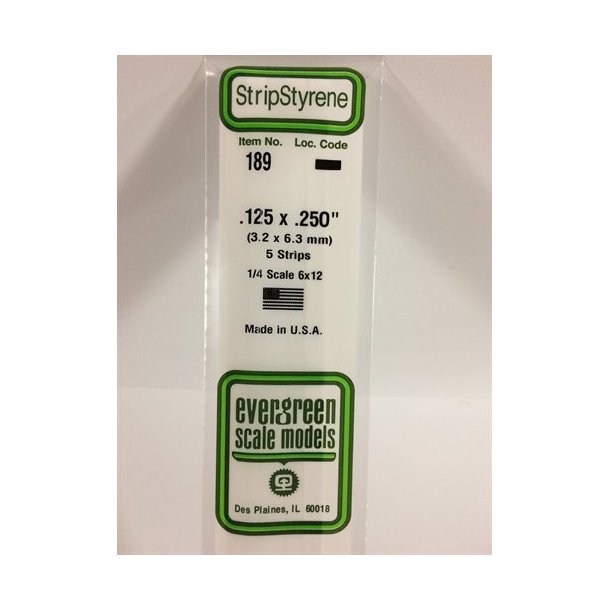 StripStyrene
Item No. Loc. Code
189
.125 x .250"
(3.2 x 6.3 mm)
5 Strips
1/4 Scale 6x12
Made in U.S.A.
evergreen
scale models
Des Plaines, IL 60018